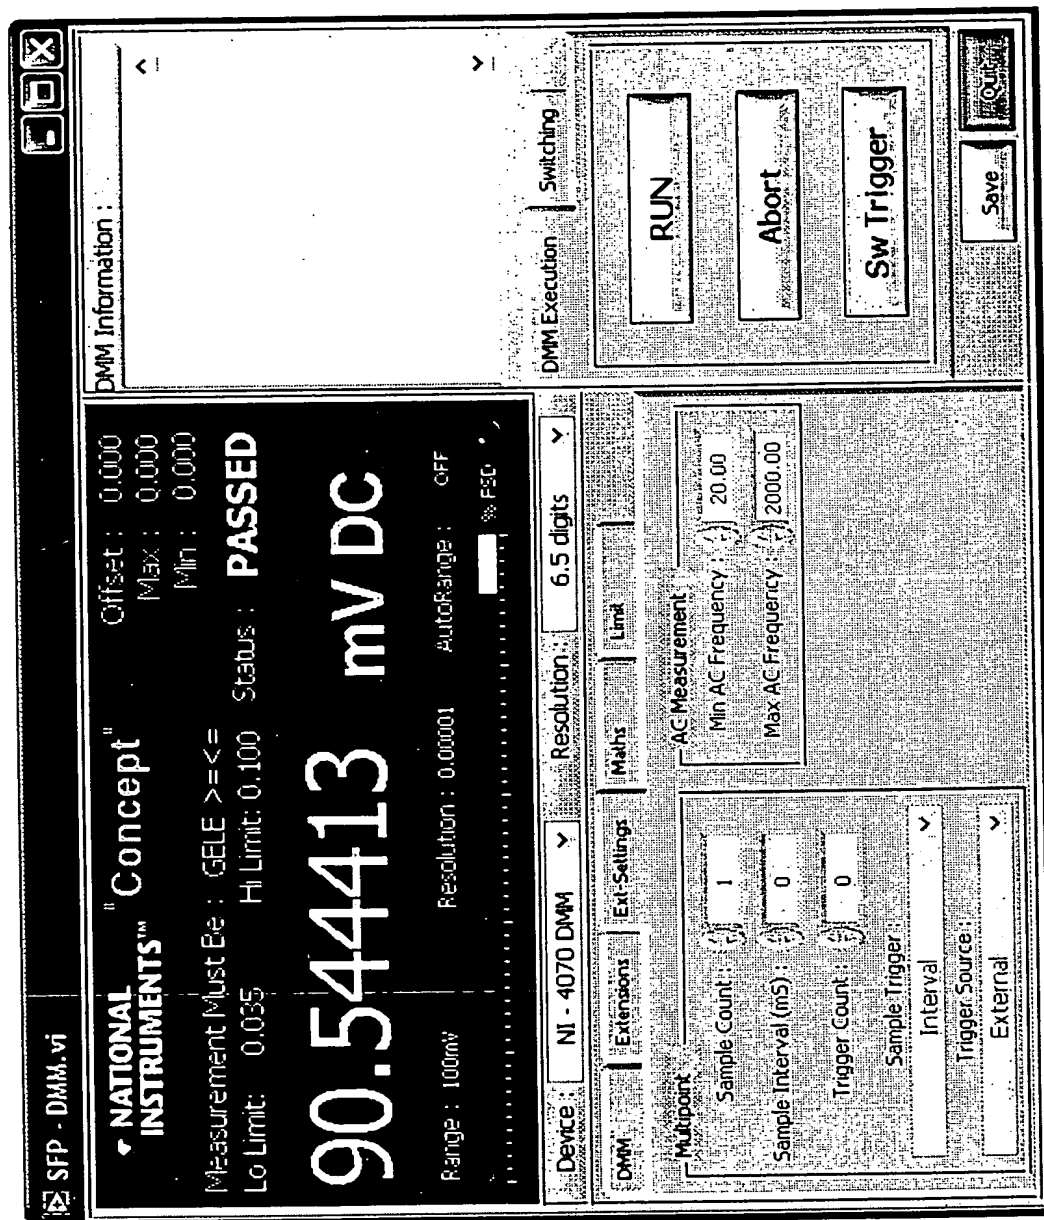 SFP - DMM.vi
NATIONAL INSTRUMENTS™ "Concept"
Offset : 0.000
Max : 0.000
Min : 0.000
Measurement Must Be : GELE >=<=
Lo Limit: 0.035 Hi Limit: 0.100 Status : PASSED
90.544413 mV DC
Range : 100mV Resolution : 0.00001 AutoRange : OFF
% FSD
Device : NI - 4070 DMM Resolution : 6.5 digits
DMM Extensions Ext-Settings Maths Limit
Multipoint
Sample Count : 1
Sample Interval (mS) : 0
Trigger Count : 0
Sample Trigger
Interval
Trigger Source :
External
AC Measurement
Min AC Frequency : 20.00
Max AC Frequency : 2000.00
DMM Information :
DMM Execution Switching
RUN
Abort
Sw Trigger
Save Quit